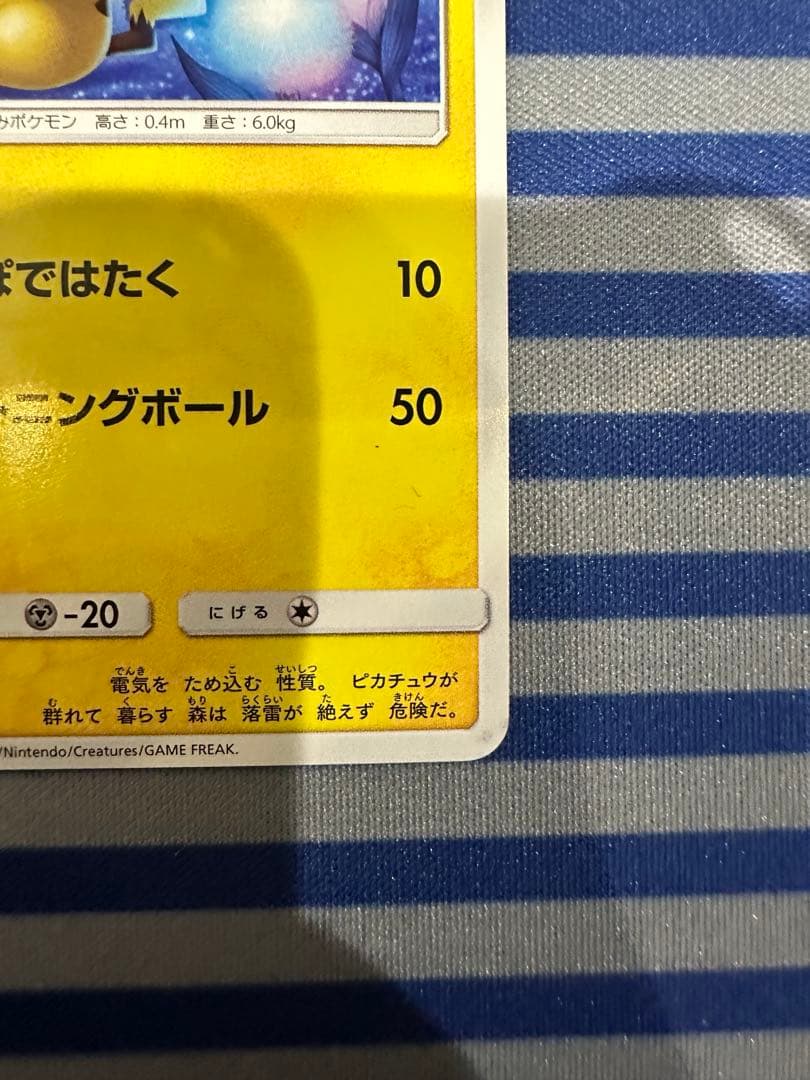 みポケモン 高さ:0.4m 重さ:6.0kg
ぽではたく 10
ニングボール 50
-20 にげる
電気を ため込む 性質。 ピカチュウが
群れて 暮らす 森は 落雷が 絶えず 危険だ。
/Nintendo/Creatures/GAME FREAK.